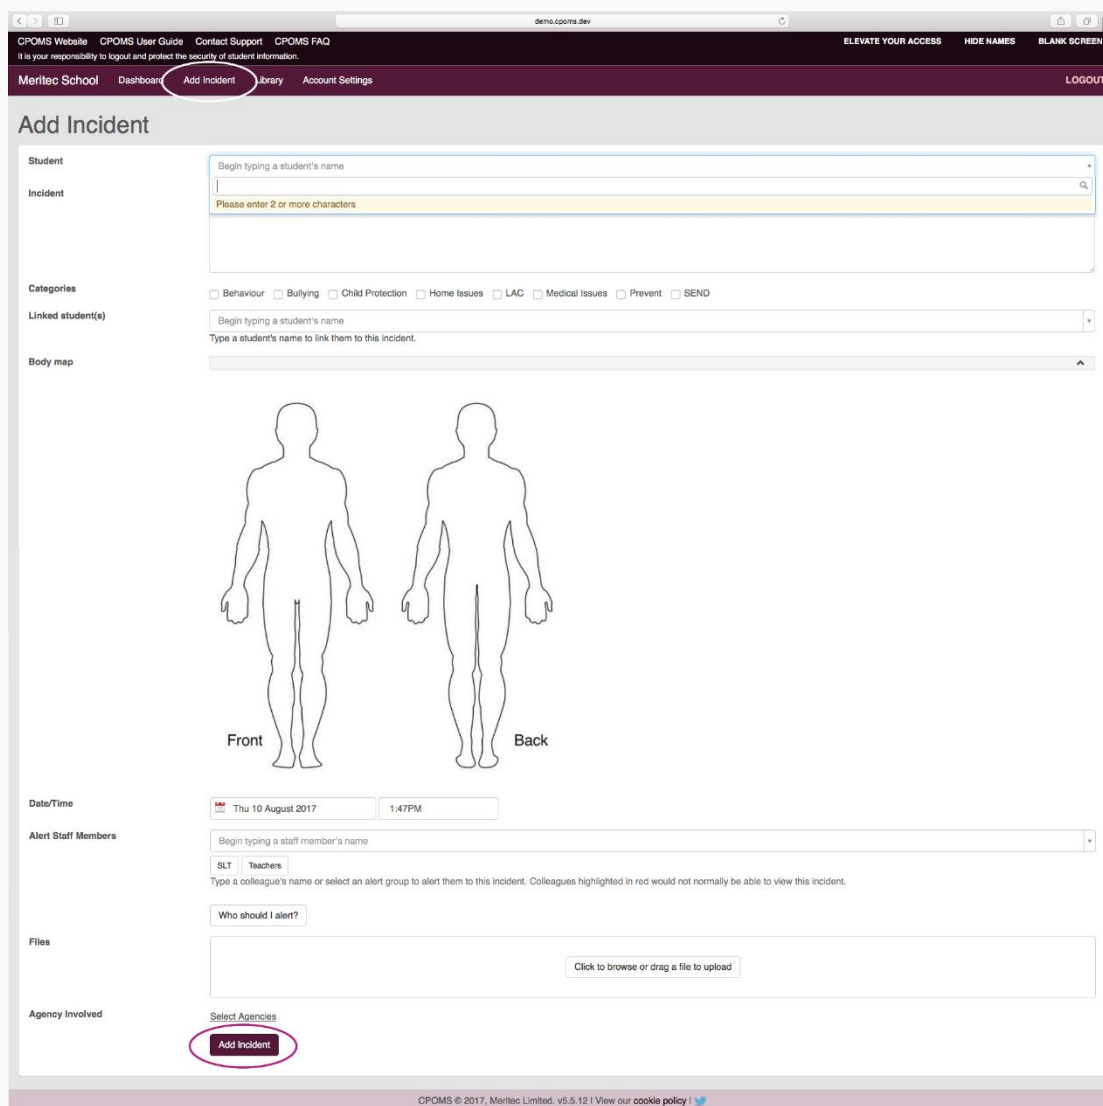 demo.cpoms.dev
CPOMS Website CPOMS User Guide Contact Support CPOMS FAQ ELEVATE YOUR ACCESS HIDE NAMES BLANK SCREEN
It is your responsibility to logout and protect the security of student information.
Meritec School Dashboard Add Incident Library Account Settings LOGOUT
Add Incident
Student Begin typing a student's name
Incident
Please enter 2 or more characters
Categories Behaviour Bullying Child Protection Home Issues LAC Medical Issues Prevent SEND
Linked student(s) Begin typing a student's name
Type a student's name to link them to this incident.
Body map
Front Back
Date/Time Thu 10 August 2017 1:47PM
Alert Staff Members Begin typing a staff member's name
SLT Teachers
Type a colleague's name or select an alert group to alert them to this incident. Colleagues highlighted in red would not normally be able to view this incident.
Who should I alert?
Files
Click to browse or drag a file to upload
Agency Involved Select Agencies
Add Incident
CPOMS © 2017, Meritec Limited. v5.5.12 | View our cookie policy |